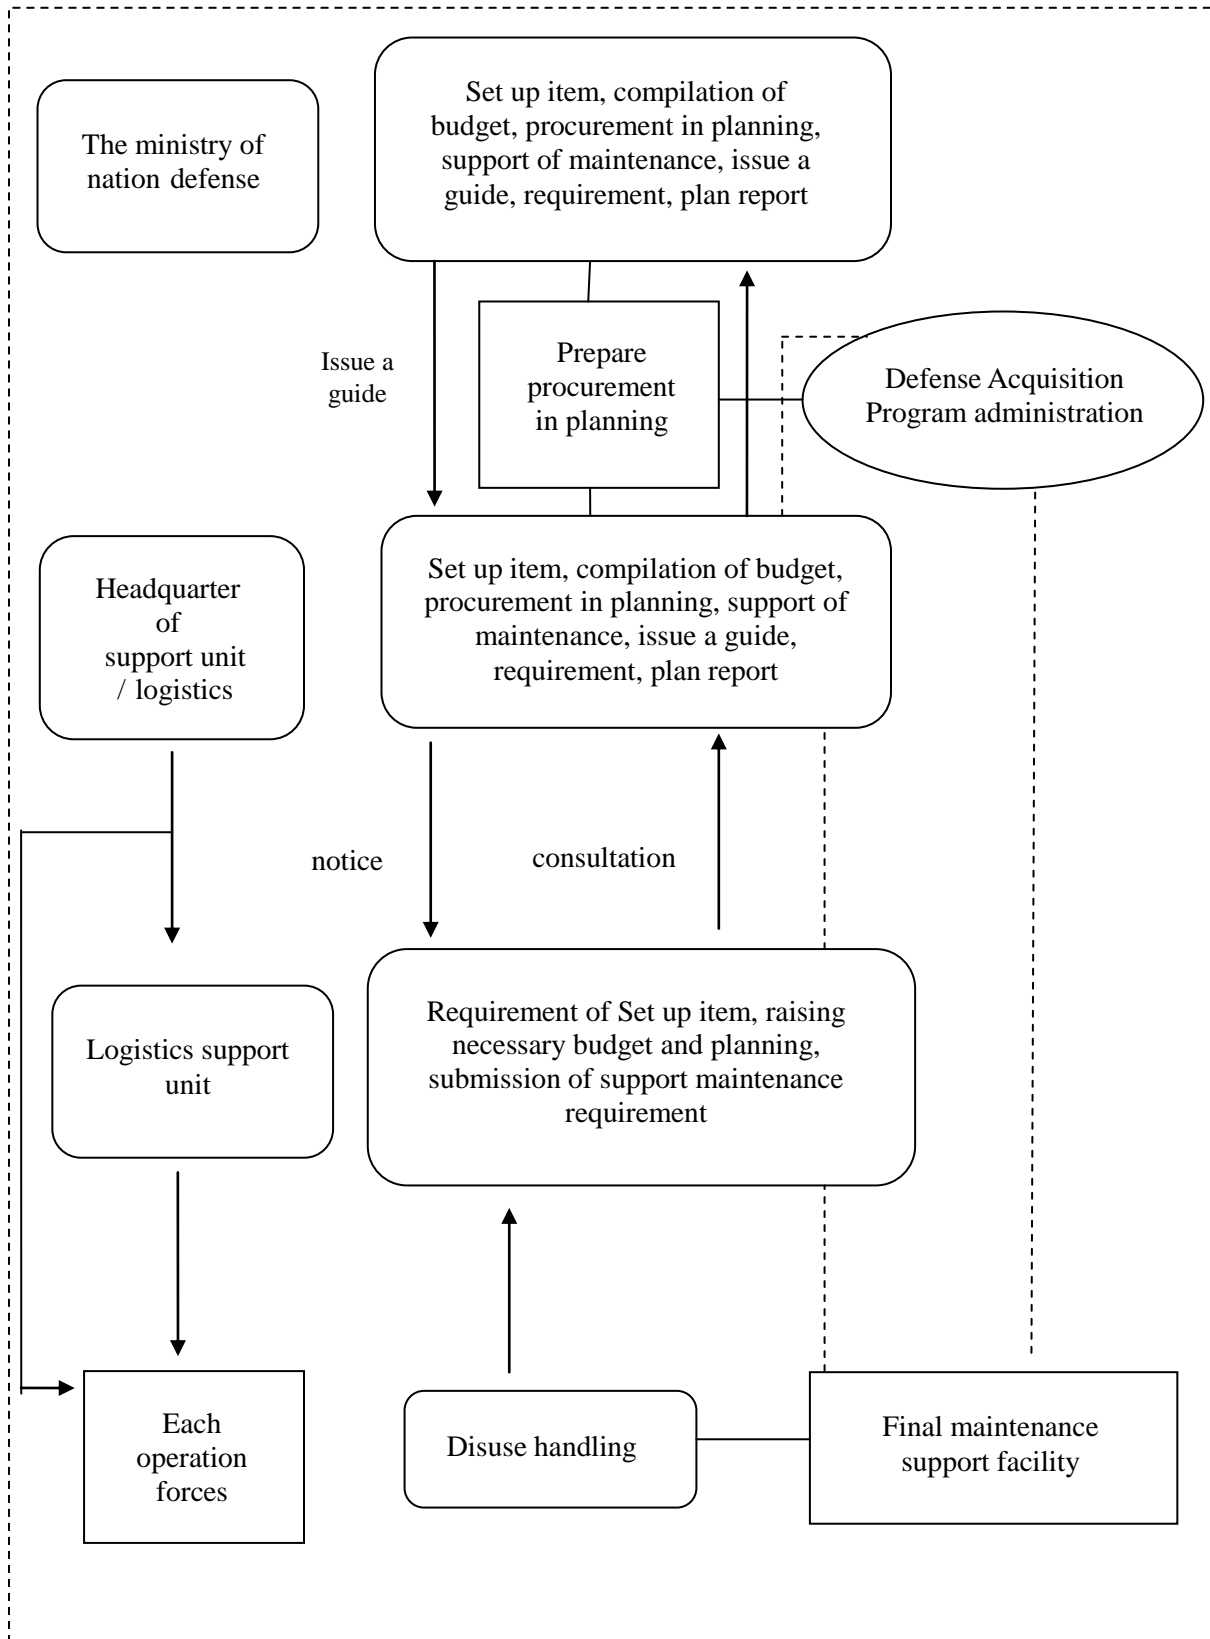 The ministry of
nation defense
Set up item, compilation of
budget, procurement in planning,
support of maintenance, issue a
guide, requirement, plan report
Issue a
guide
Prepare
procurement
in planning
Defense Acquisition
Program administration
Headquarter
of
support unit
/ logistics
Set up item, compilation of budget,
procurement in planning, support of
maintenance, issue a guide,
requirement, plan report
notice
consultation
Logistics support
unit
Requirement of Set up item, raising
necessary budget and planning,
submission of support maintenance
requirement
Each
operation
forces
Disuse handling
Final maintenance
support facility